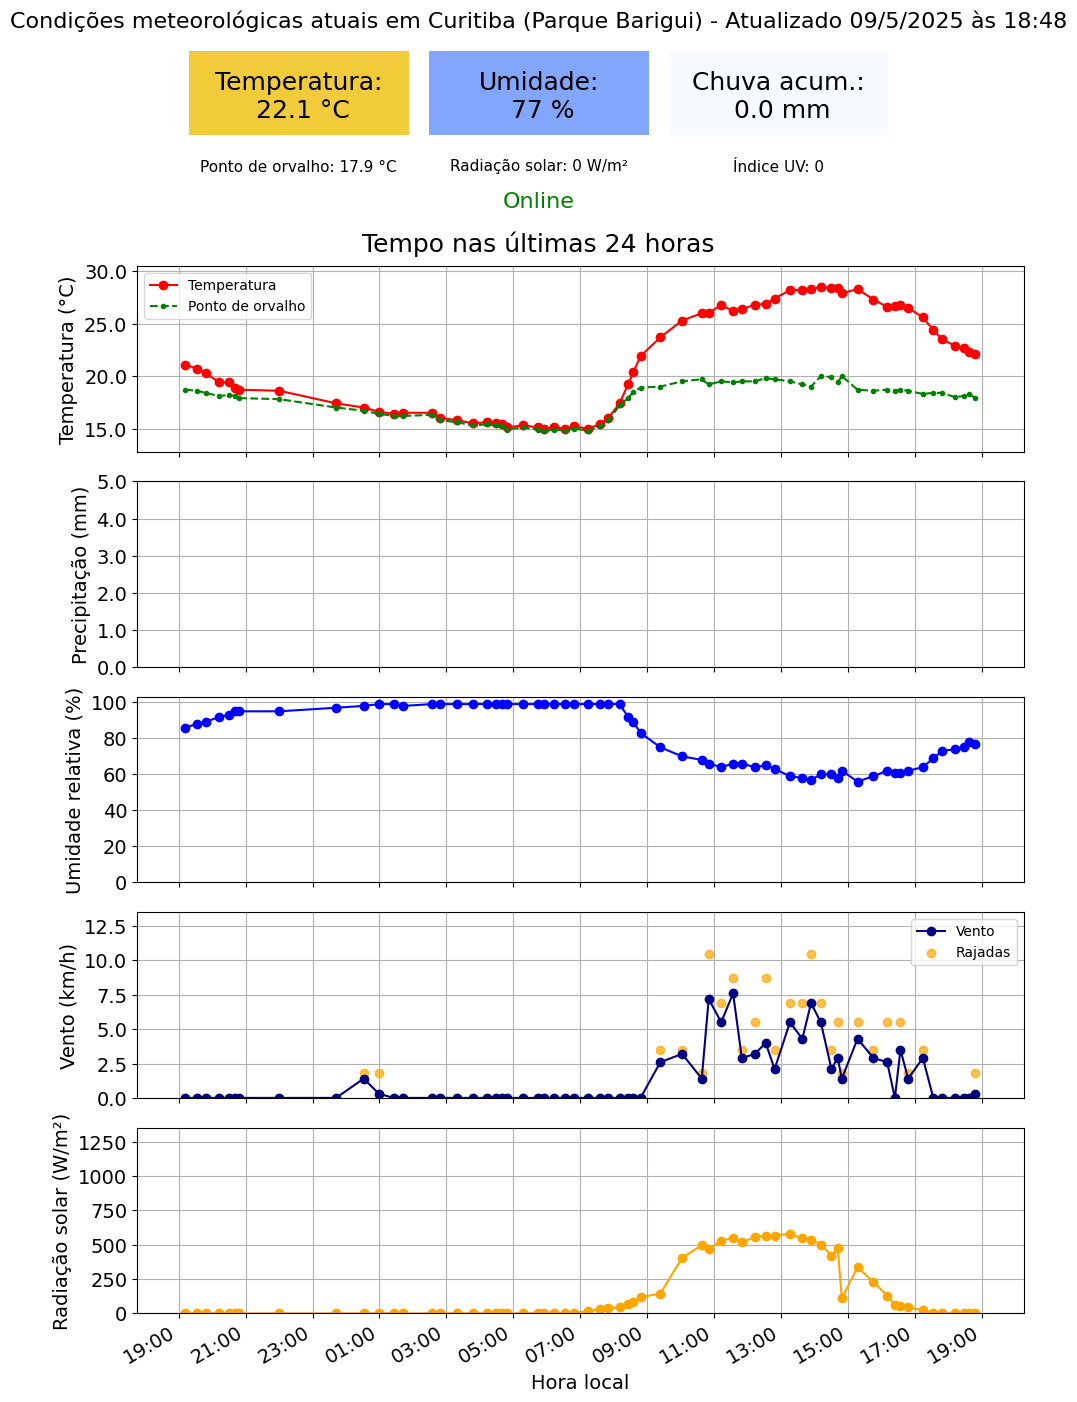 Condições meteorológicas atuais em Curitiba (Parque Barigui) - Atualizado 09/5/2025 às 18:48
Temperatura:
22.1 °C
Umidade:
77 %
Chuva acum.:
0.0 mm
Ponto de orvalho: 17.9 °C
Radiação solar: 0 W/m²
Índice UV: 0
Online
Tempo nas últimas 24 horas
Temperatura (°C)
30.0
25.0
20.0
15.0
Temperatura
Ponto de orvalho
Precipitação (mm)
5.0
4.0
3.0
2.0
1.0
0.0
Umidade relativa (%)
100
80
60
40
20
0
Vento (km/h)
12.5
10.0
7.5
5.0
2.5
0.0
Vento
Rajadas
Radiação solar (W/m²)
1250
1000
750
500
250
0
19:00
21:00
23:00
01:00
03:00
05:00
07:00
09:00
11:00
13:00
15:00
17:00
19:00
Hora local